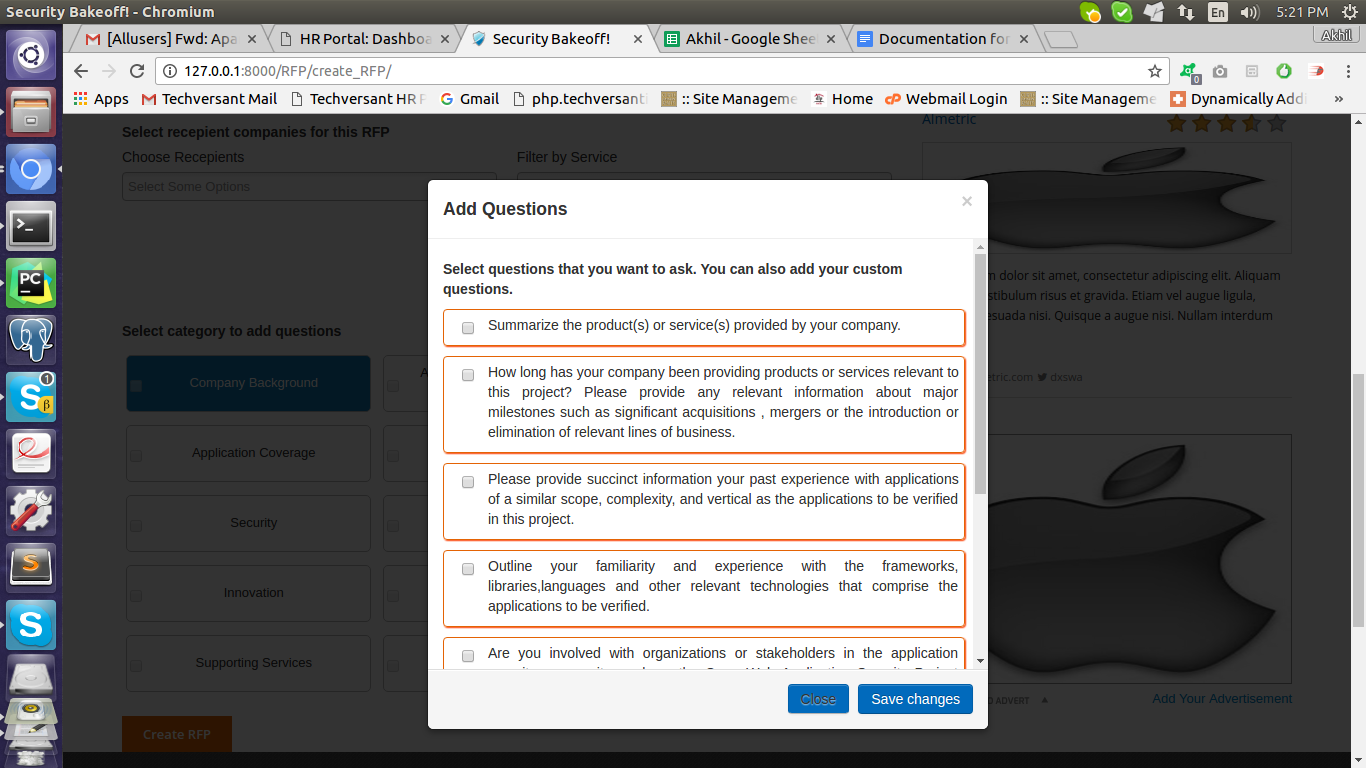 Security Bakeoff! - Chromium
En
5:21 PM
[Allusers] Fwd: Apa
HR Portal: Dashboa
Security Bakeoff!
Akhil - Google Shee
Documentation for
Akhil
127.0.0.1:8000/RFP/create_RFP/
0
Apps
Techversant Mail
Techversant HR P
Gmail
php.techversant
:: Site Manageme
Home
Webmail Login
:: Site Manageme
Dynamically Addi
»
Select recepient companies for this RFP
Almetric
Choose Recepients
Filter by Service
Select Some Options
Add Questions
×
Select questions that you want to ask. You can also add your custom
questions.
Summarize the product(s) or service(s) provided by your company.
How long has your company been providing products or services relevant to
this project? Please provide any relevant information about major
milestones such as significant acquisitions , mergers or the introduction or
elimination of relevant lines of business.
Please provide succinct information your past experience with applications
of a similar scope, complexity, and vertical as the applications to be verified
in this project.
Outline your familiarity and experience with the frameworks,
libraries,languages and other relevant technologies that comprise the
applications to be verified.
Are you involved with organizations or stakeholders in the application
Close
Save changes
dolor sit amet, consectetur adipiscing elit. Aliquam
stibulum risus et gravida. Etiam vel augue ligula,
esuada nisi. Quisque a augue nisi. Nullam interdum
etric.com dxswa
Select category to add questions
Company Background
Application Coverage
Security
Innovation
Supporting Services
Create RFP
ADVERT
Add Your Advertisement
PC
S
1
β
S
S